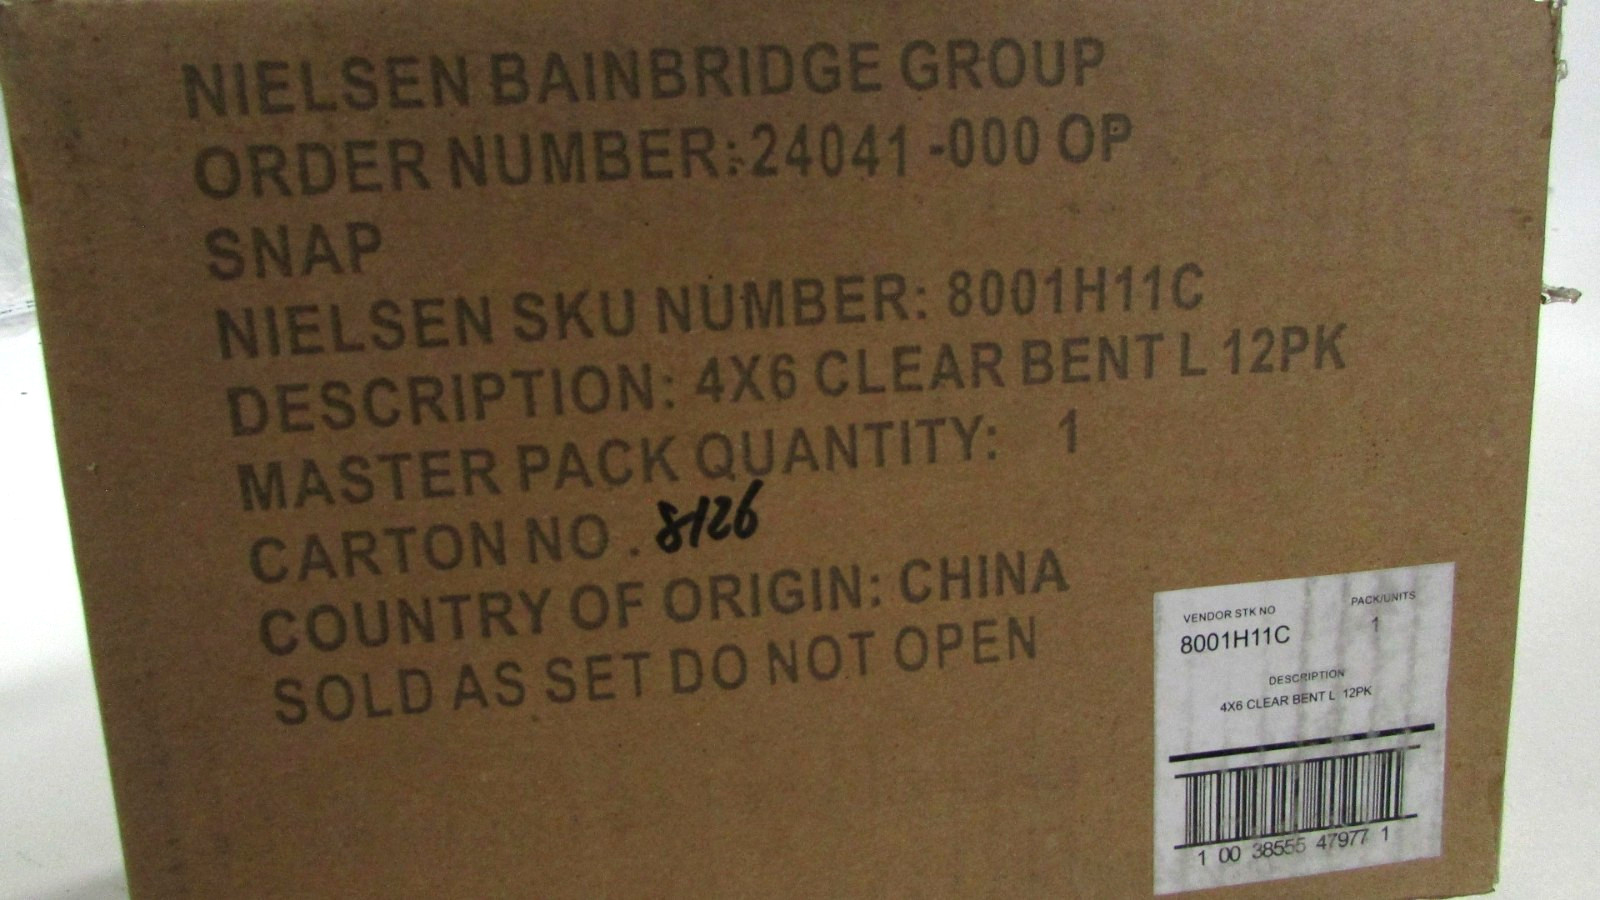 NIELSEN BAINBRIDGE GROUP
ORDER NUMBER: 24041 -000 OP
SNAP
NIELSEN SKU NUMBER: 8001H11C
DESCRIPTION: 4X6 CLEAR BENT L 12PK
MASTER PACK QUANTITY: 1
CARTON NO . 8126
COUNTRY OF ORIGIN: CHINA
SOLD AS SET DO NOT OPEN
VENDOR STK NO PACK/UNITS
8001H11C 1
DESCRIPTION
4X6 CLEAR BENT L 12PK
1 00 38555 47977 1